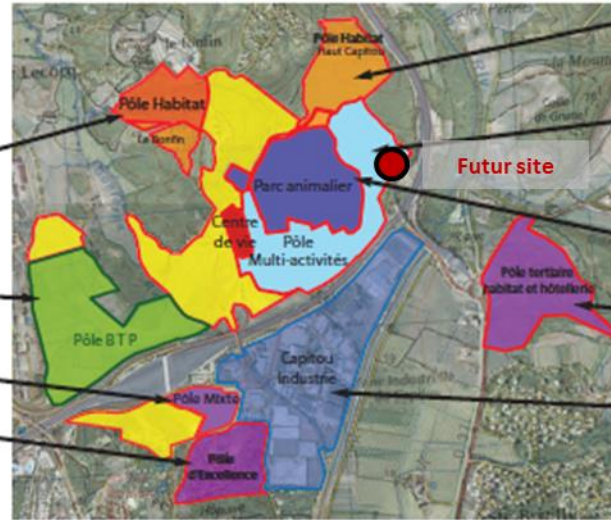 Pôle Habitat
Haut Capitou
Pôle Habitat
Le Bonfin
Futur site
Parc animalier
Centre
de vie
Pôle
Multi-activités
Pôle tertiaire
habitat et hôtellerie
Pôle BTP
Capitou
Industrie
Pôle Mixte
Pôle
d'Excellence